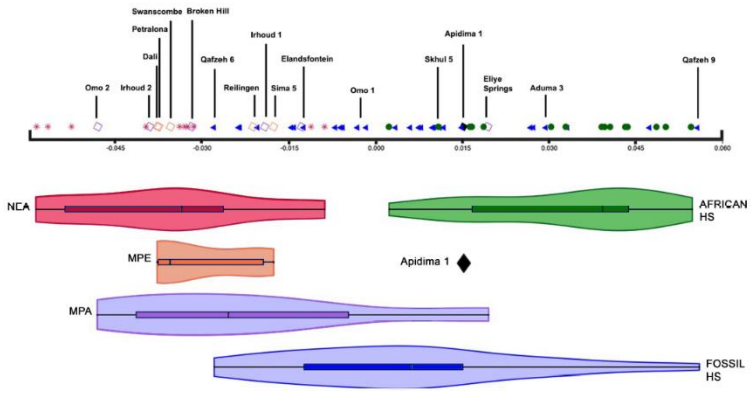 Swanscombe
Broken Hill
Petralona
Irhoud 1
Apidima 1
Dali
Qafzeh 6
Elandsfontein
Skhul 5
Qafzeh 9
Omo 2
Irhoud 2
Reilingen
Sima 5
Omo 1
Eliye
Springs
Aduma 3
-0.045 -0.030 -0.015 0.000 0.015 0.030 0.045 0.060
NEA
AFRICAN
HS
MPE
Apidima 1
MPA
FOSSIL
HS